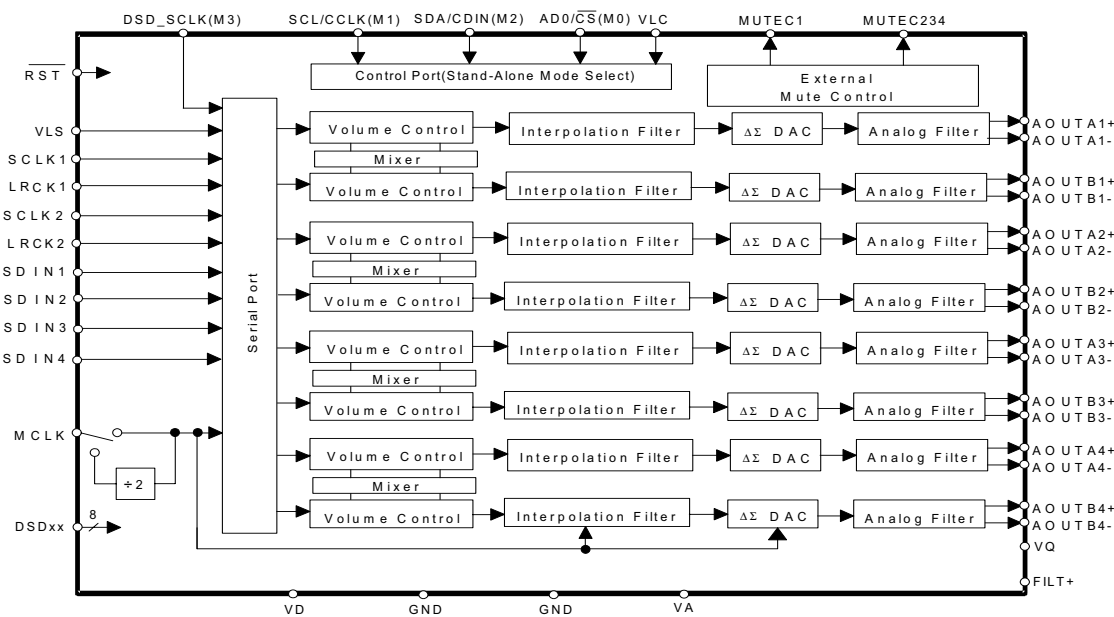 DSD_SCLK(M3)
SCL/CCLK(M1)
SDA/CDIN(M2)
AD0/CS(M0)
VLC
MUTEC1
MUTEC234
RST
Control Port(Stand-Alone Mode Select)
External
Mute Control
VLS
SCLK1
LRCK1
SCLK2
LRCK2
SDIN1
SDIN2
SDIN3
SDIN4
MCLK
÷2
DSDxx
8
Serial Port
Volume Control
Interpolation Filter
ΔΣ DAC
Analog Filter
AOUTA1+
AOUTA1-
Mixer
Volume Control
Interpolation Filter
ΔΣ DAC
Analog Filter
AOUTB1+
AOUTB1-
Volume Control
Interpolation Filter
ΔΣ DAC
Analog Filter
AOUTA2+
AOUTA2-
Mixer
Volume Control
Interpolation Filter
ΔΣ DAC
Analog Filter
AOUTB2+
AOUTB2-
Volume Control
Interpolation Filter
ΔΣ DAC
Analog Filter
AOUTA3+
AOUTA3-
Mixer
Volume Control
Interpolation Filter
ΔΣ DAC
Analog Filter
AOUTB3+
AOUTB3-
Volume Control
Interpolation Filter
ΔΣ DAC
Analog Filter
AOUTA4+
AOUTA4-
Mixer
Volume Control
Interpolation Filter
ΔΣ DAC
Analog Filter
AOUTB4+
AOUTB4-
VQ
FILT+
VD
GND
GND
VA